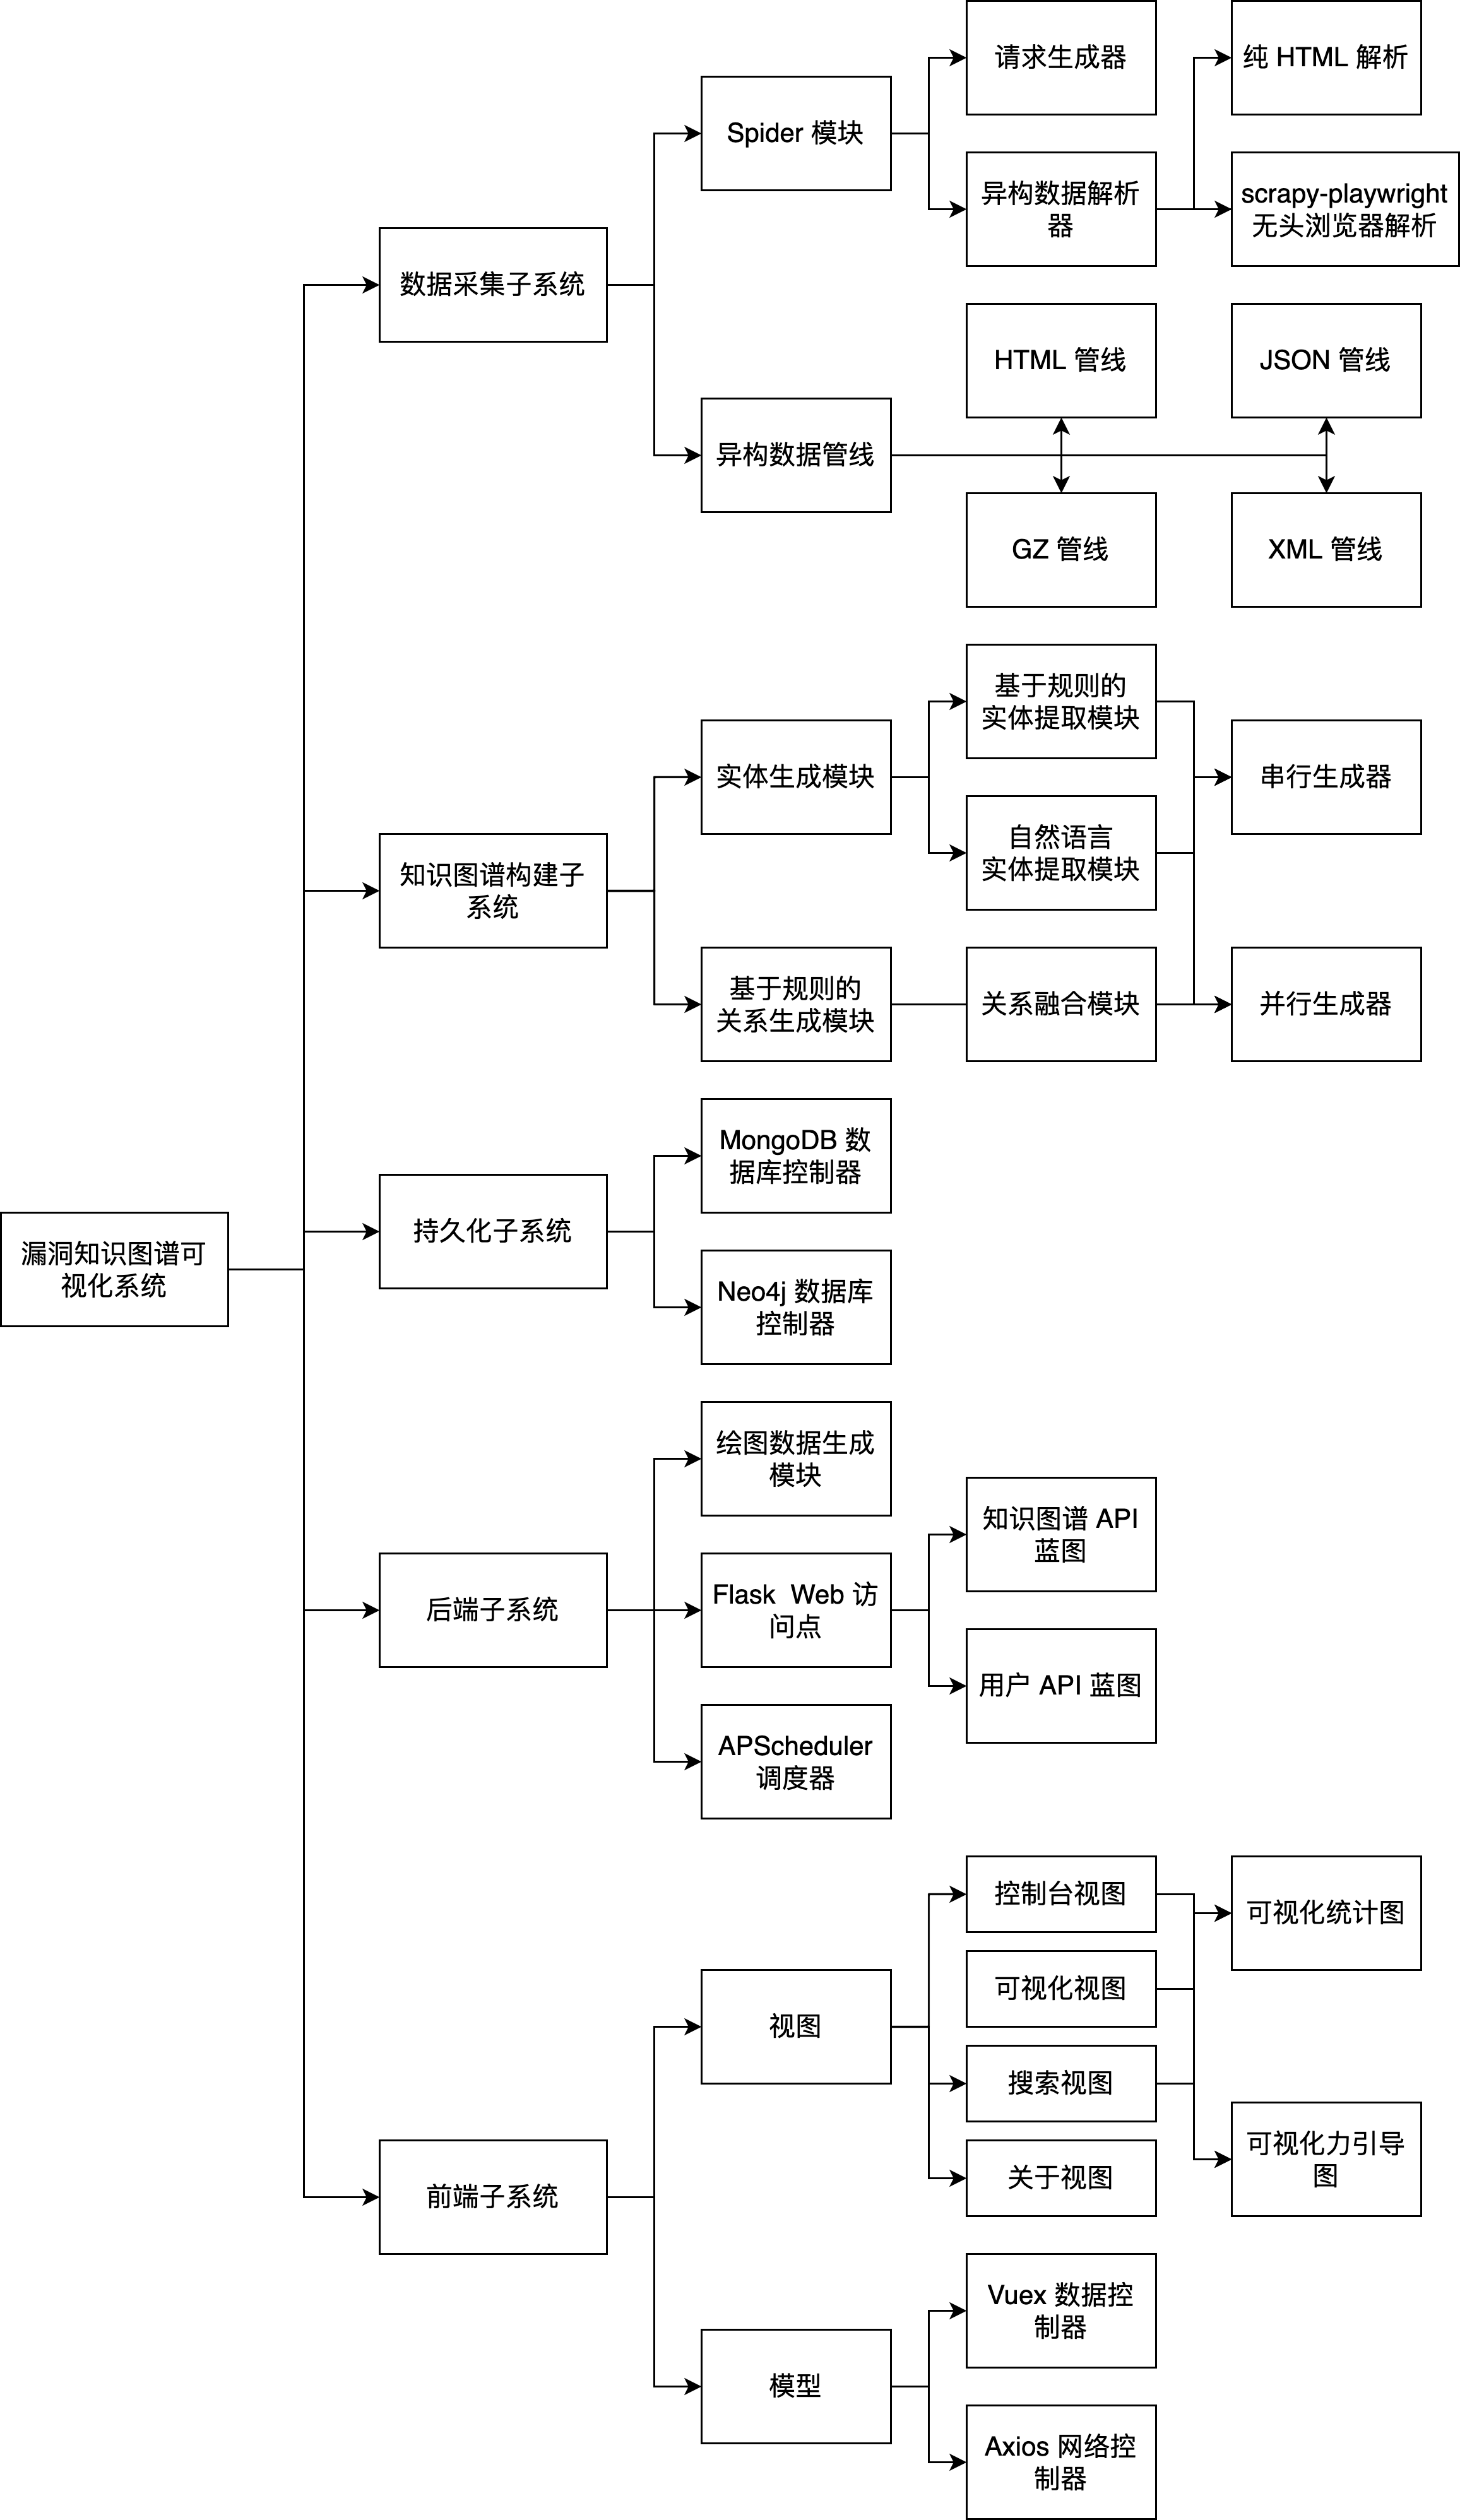 请求生成器
纯 HTML 解析
Spider 模块
异构数据解析
器
scrapy-playwright
无头浏览器解析
数据采集子系统
HTML 管线
JSON 管线
异构数据管线
GZ 管线
XML 管线
基于规则的
实体提取模块
实体生成模块
串行生成器
自然语言
实体提取模块
知识图谱构建子
系统
基于规则的
关系生成模块
关系融合模块
并行生成器
MongoDB 数
据库控制器
持久化子系统
漏洞知识图谱可
视化系统
Neo4j 数据库
控制器
绘图数据生成
模块
知识图谱 API
蓝图
后端子系统
Flask  Web 访
问点
用户 API 蓝图
APScheduler
调度器
控制台视图
可视化统计图
可视化视图
视图
搜索视图
可视化力引导
图
关于视图
前端子系统
Vuex 数据控
制器
模型
Axios 网络控
制器